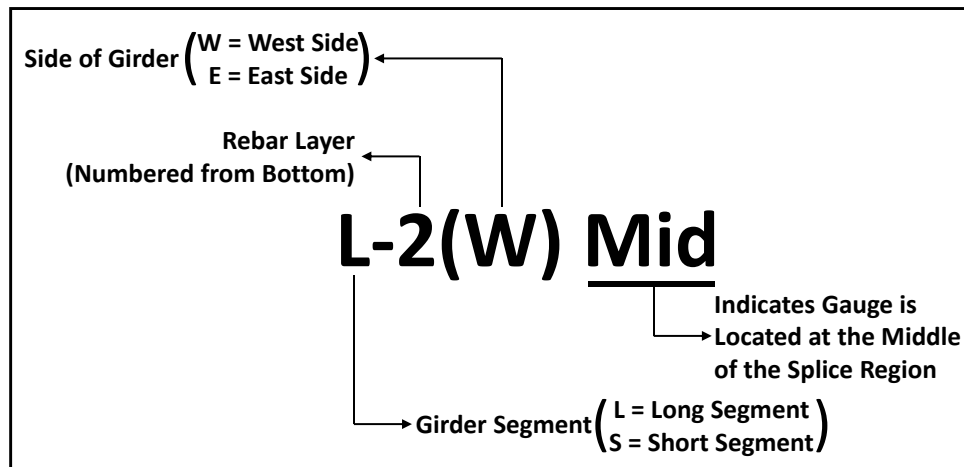 Side of Girder (W = West Side
E = East Side)
Rebar Layer
(Numbered from Bottom)
L-2(W) Mid
Indicates Gauge is
Located at the Middle
of the Splice Region
Girder Segment (L = Long Segment
S = Short Segment)